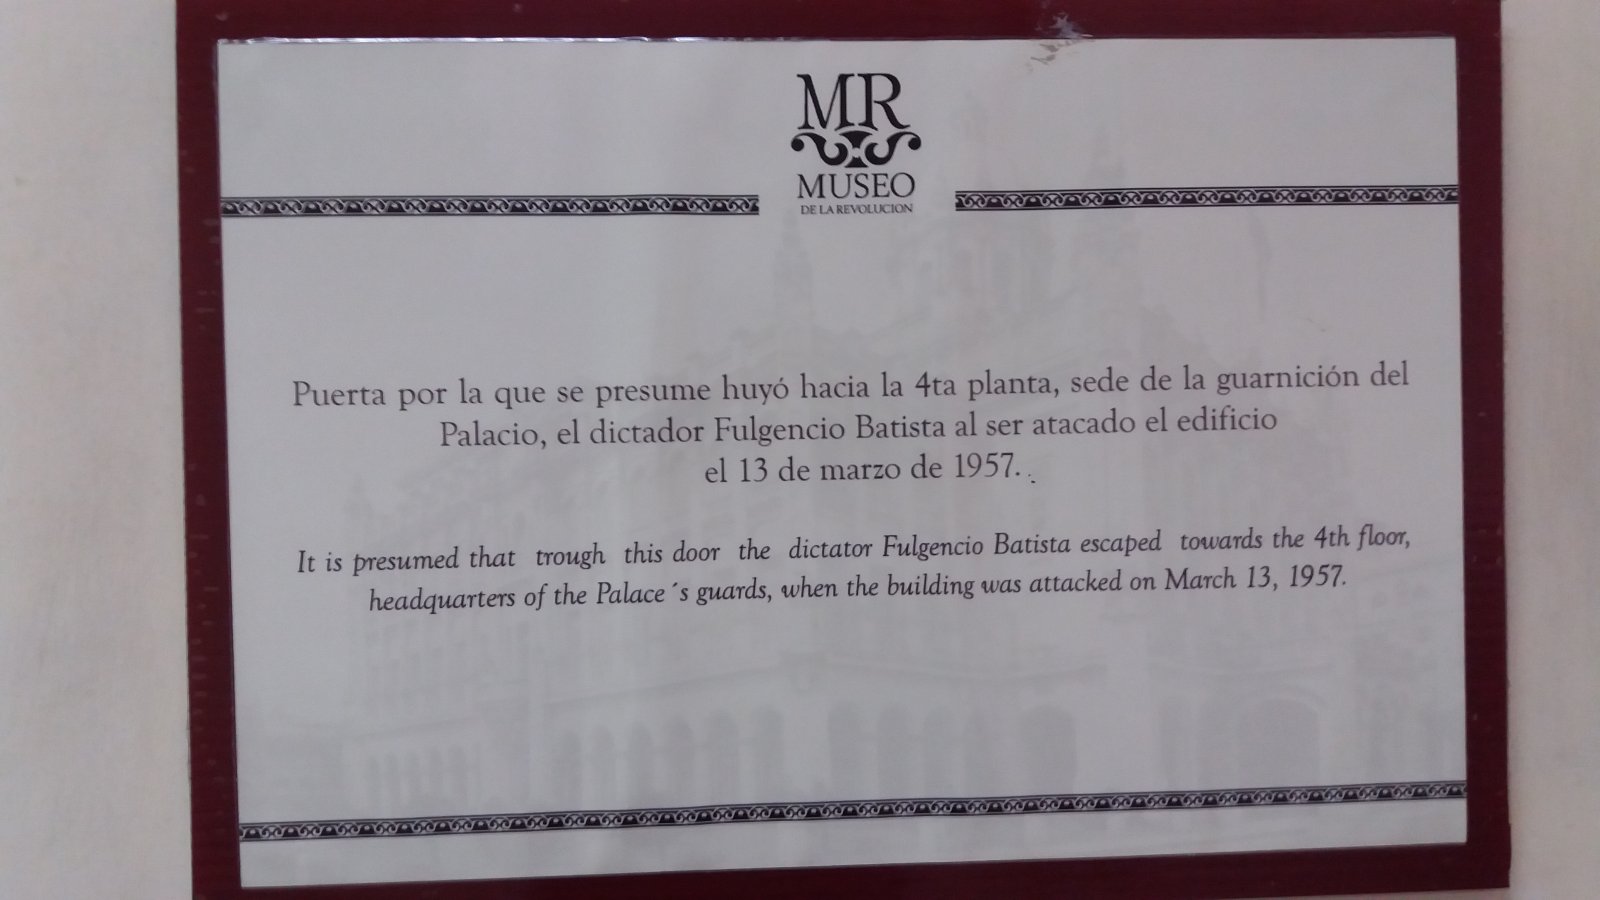 MR
MUSEO
DE LA REVOLUCION
Puerta por la que se presume huyó hacia la 4ta planta, sede de la guarnición del
Palacio, el dictador Fulgencio Batista al ser atacado el edificio
el 13 de marzo de 1957.
It is presumed that trough this door the dictator Fulgencio Batista escaped towards the 4th floor,
headquarters of the Palace´s guards, when the building was attacked on March 13, 1957.